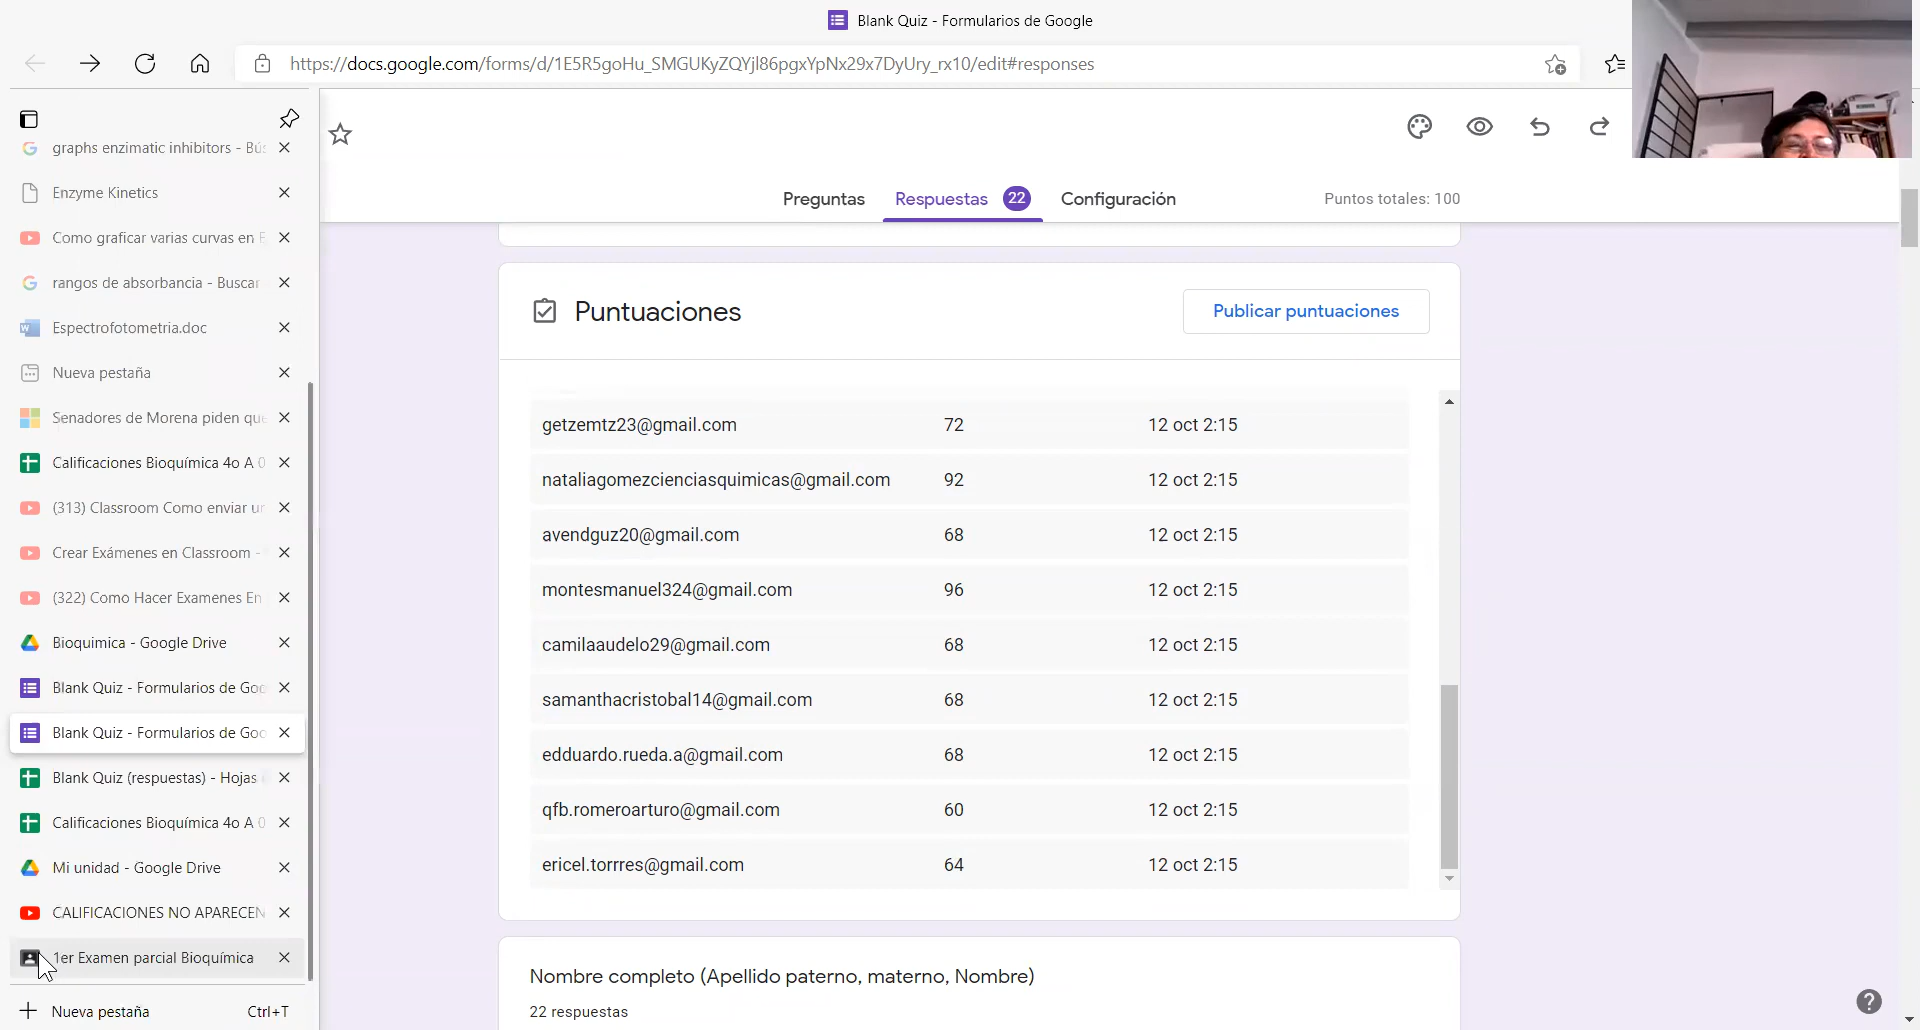 Blank Quiz - Formularios de Google
https://docs.google.com/forms/d/1E5R5goHu_SMGUKyZQYjl86pgxYpNx29x7DyUry_rx10/edit#responses
graphs enzimatic inhibitors - Bús
Enzyme Kinetics
Como graficar varias curvas en E
rangos de absorbancia - Buscar
Espectrofotometria.doc
Nueva pestaña
Senadores de Morena piden que
Calificaciones Bioquímica 4o A 0
(313) Classroom Como enviar un
Crear Exámenes en Classroom -
(322) Como Hacer Examenes En
Bioquimica - Google Drive
Blank Quiz - Formularios de Goo
Blank Quiz - Formularios de Goo
Blank Quiz (respuestas) - Hojas
Calificaciones Bioquímica 4o A 0
Mi unidad - Google Drive
CALIFICACIONES NO APARECEN
1er Examen parcial Bioquímica
Nueva pestaña Ctrl+T
Preguntas Respuestas 22 Configuración Puntos totales: 100
Puntuaciones Publicar puntuaciones
getzemtz23@gmail.com 72 12 oct 2:15
nataliagomezcienciasquimicas@gmail.com 92 12 oct 2:15
avendguz20@gmail.com 68 12 oct 2:15
montesmanuel324@gmail.com 96 12 oct 2:15
camilaaudelo29@gmail.com 68 12 oct 2:15
samanthacristobal14@gmail.com 68 12 oct 2:15
edduardo.rueda.a@gmail.com 68 12 oct 2:15
qfb.romeroarturo@gmail.com 60 12 oct 2:15
ericel.torrres@gmail.com 64 12 oct 2:15
Nombre completo (Apellido paterno, materno, Nombre)
22 respuestas